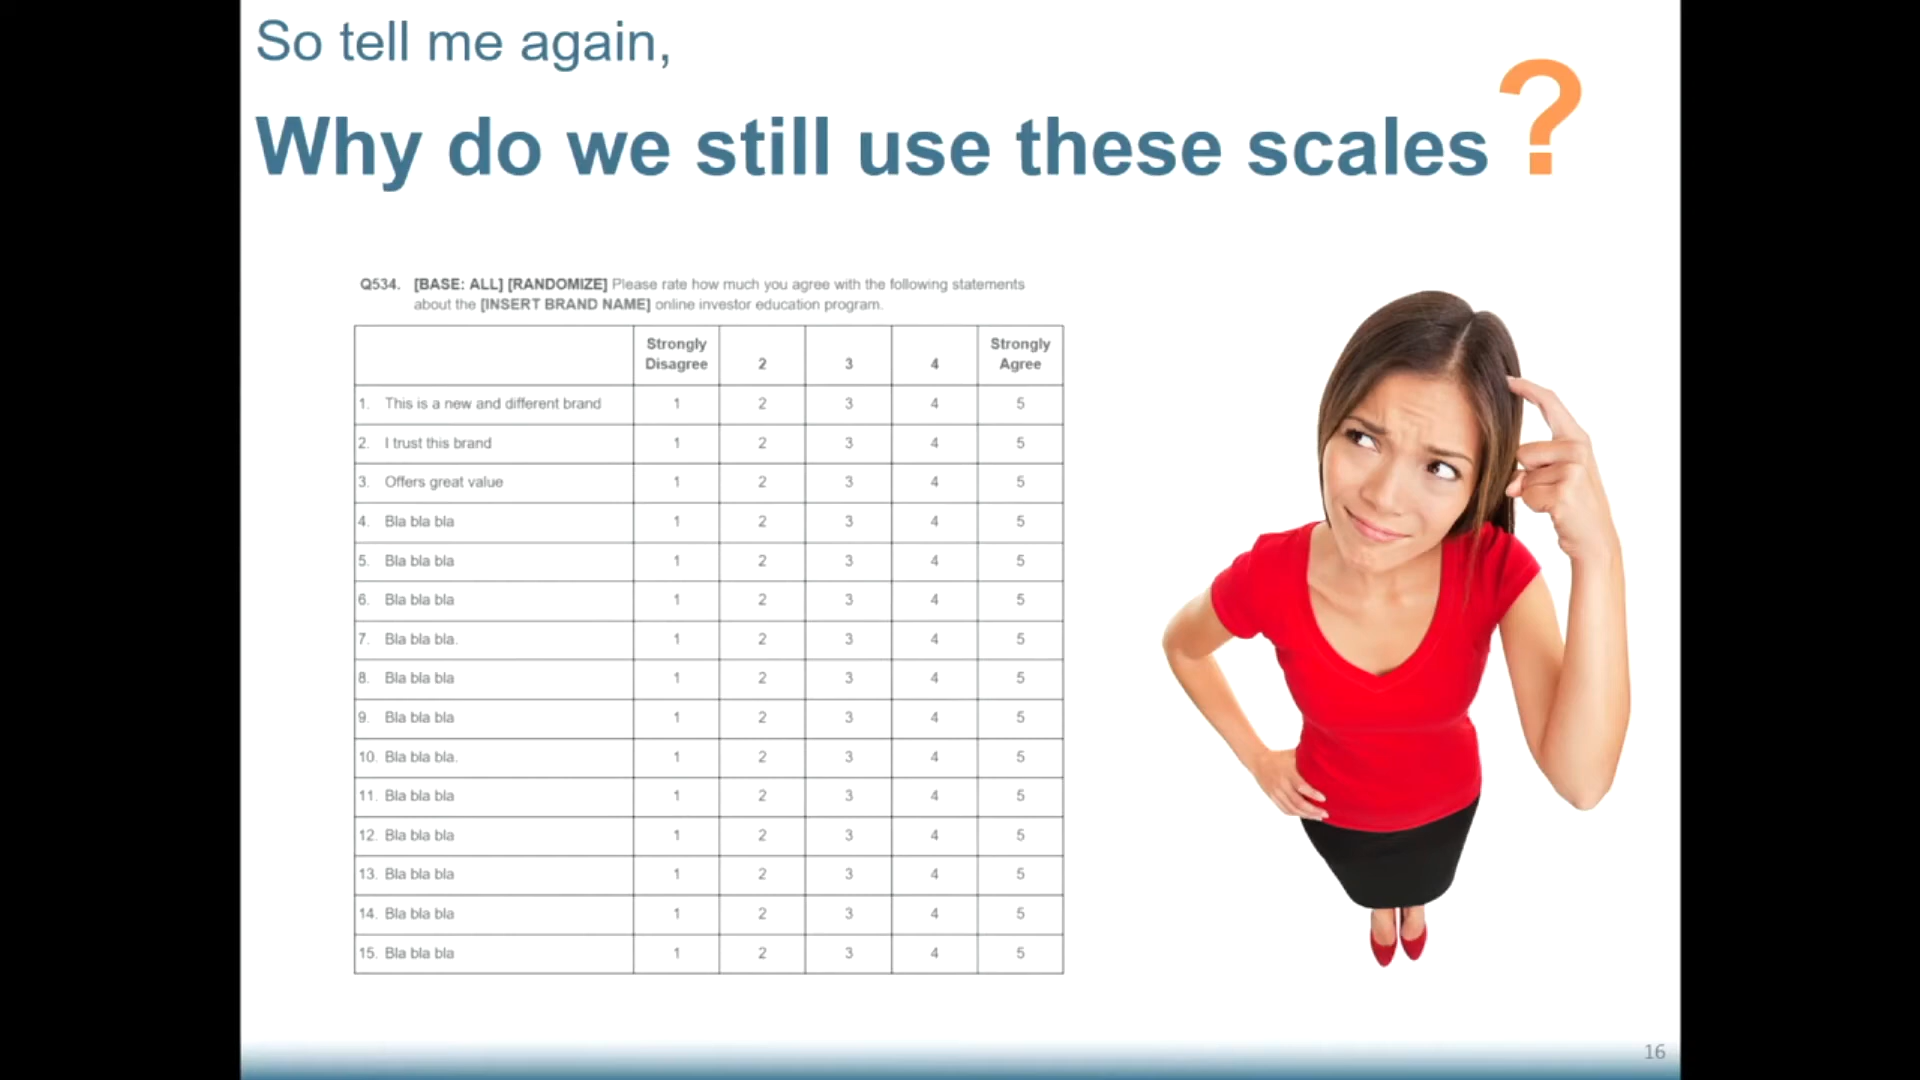 So tell me again,
Why do we still use these scales?
Q534. [BASE: ALL] [RANDOMIZE] Please rate how much you agree with the following statements
about the [INSERT BRAND NAME] online investor education program.
Strongly Disagree 2 3 4 Strongly Agree
1. This is a new and different brand 1 2 3 4 5
2. I trust this brand 1 2 3 4 5
3. Offers great value 1 2 3 4 5
4. Bla bla bla 1 2 3 4 5
5. Bla bla bla 1 2 3 4 5
6. Bla bla bla 1 2 3 4 5
7. Bla bla bla. 1 2 3 4 5
8. Bla bla bla 1 2 3 4 5
9. Bla bla bla 1 2 3 4 5
10. Bla bla bla. 1 2 3 4 5
11. Bla bla bla 1 2 3 4 5
12. Bla bla bla 1 2 3 4 5
13. Bla bla bla 1 2 3 4 5
14. Bla bla bla 1 2 3 4 5
15. Bla bla bla 1 2 3 4 5
16